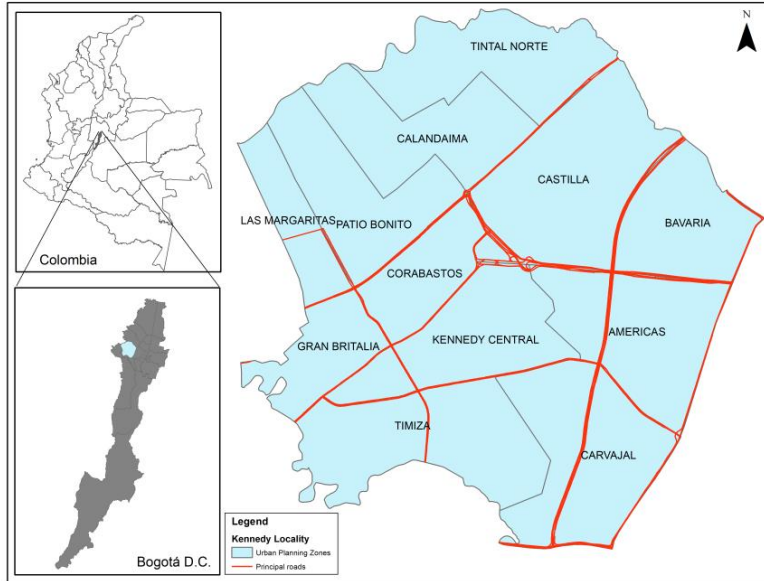 Colombia
Bogotá D.C.
N
TINTAL NORTE
CALANDAIMA
CASTILLA
LAS MARGARITAS
PATIO BONITO
BAVARIA
CORABASTOS
GRAN BRITALIA
KENNEDY CENTRAL
AMERICAS
TIMIZA
CARVAJAL
Legend
Kennedy Locality
Urban Planning Zones
Principal roads